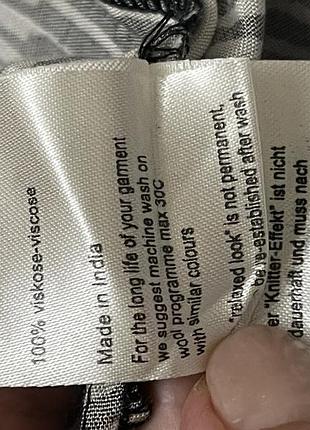 100% viskose-viscose
Made in India
For the long life of your garment
we suggest machine wash on
wool programme max 30C
with similar colours
"relaxed look" is not permanent,
be re-established after wash
er "Knitter-Effekt" ist nicht
dauerhaft und muss nach